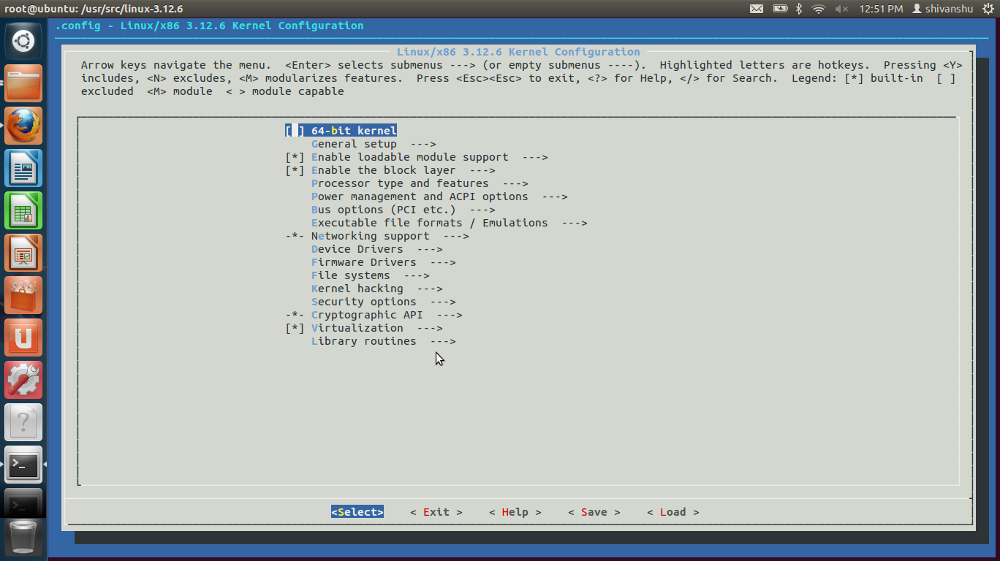 root@ubuntu: /usr/src/linux-3.12.6 12:51 PM shivanshu
.config - Linux/x86 3.12.6 Kernel Configuration
Linux/x86 3.12.6 Kernel Configuration
Arrow keys navigate the menu.  <Enter> selects submenus ---> (or empty submenus ----).  Highlighted letters are hotkeys.  Pressing <Y>
includes, <N> excludes, <M> modularizes features.  Press <Esc><Esc> to exit, <?> for Help, </> for Search.  Legend: [*] built-in  [ ]
excluded  <M> module  < > module capable
[ ] 64-bit kernel
General setup  --->
[*] Enable loadable module support  --->
[*] Enable the block layer  --->
Processor type and features  --->
Power management and ACPI options  --->
Bus options (PCI etc.)  --->
Executable file formats / Emulations  --->
-*- Networking support  --->
Device Drivers  --->
Firmware Drivers  --->
File systems  --->
Kernel hacking  --->
Security options  --->
-*- Cryptographic API  --->
[*] Virtualization  --->
Library routines  --->
<Select>    < Exit >    < Help >    < Save >    < Load >